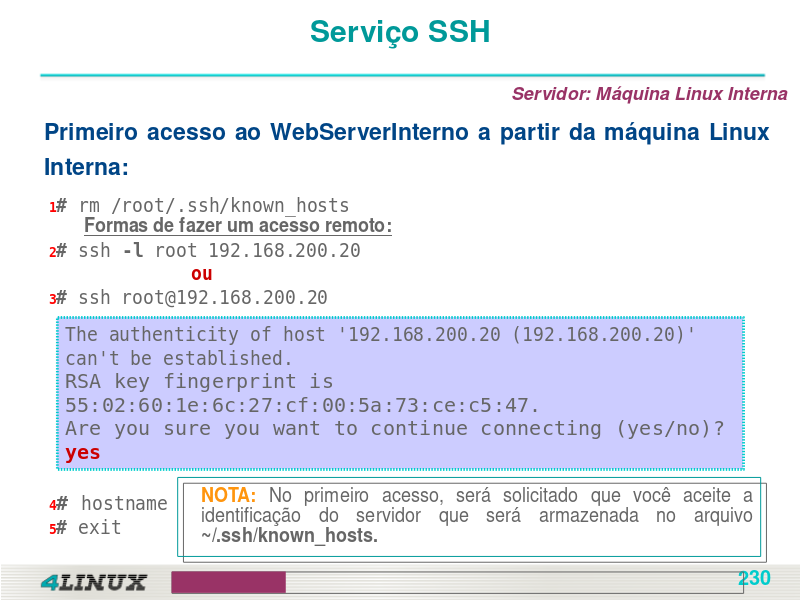 Serviço SSH
Servidor: Máquina Linux Interna
Primeiro acesso ao WebServerInterno a partir da máquina Linux
Interna:
1# rm /root/.ssh/known_hosts
Formas de fazer um acesso remoto:
2# ssh -l root 192.168.200.20
ou
3# ssh root@192.168.200.20
The authenticity of host '192.168.200.20 (192.168.200.20)'
can't be established.
RSA key fingerprint is
55:02:60:1e:6c:27:cf:00:5a:73:ce:c5:47.
Are you sure you want to continue connecting (yes/no)?
yes
4# hostname
5# exit
NOTA: No primeiro acesso, será solicitado que você aceite a
identificação do servidor que será armazenada no arquivo
~/.ssh/known_hosts.
4LINUX
230